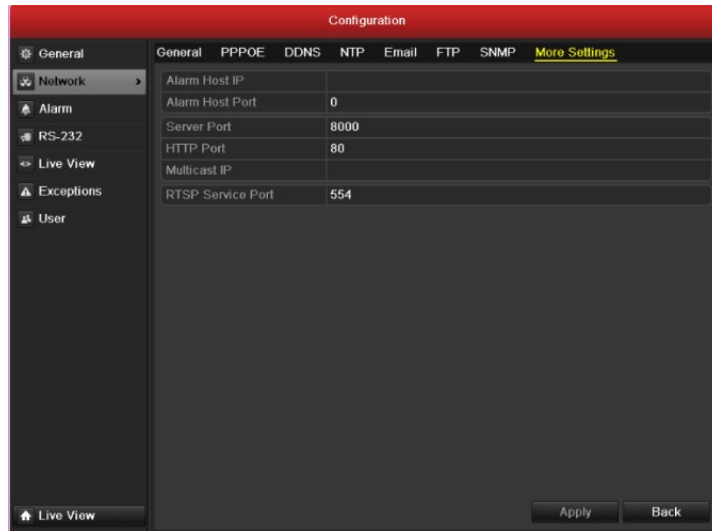 Configuration
General
Network >
Alarm
RS-232
Live View
Exceptions
User
Live View
General PPPOE DDNS NTP Email FTP SNMP More Settings
Alarm Host IP
Alarm Host Port 0
Server Port 8000
HTTP Port 80
Multicast IP
RTSP Service Port 554
Apply Back